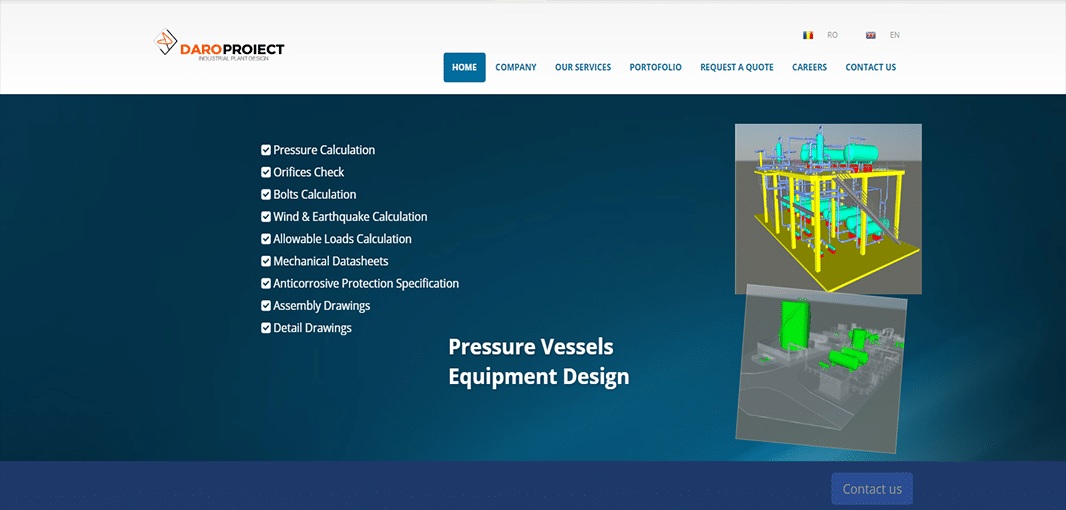 RO
EN
DAROPROIECT
INDUSTRIAL PLANT DESIGN
HOME
COMPANY
OUR SERVICES
PORTOFOLIO
REQUEST A QUOTE
CAREERS
CONTACT US
Pressure Calculation
Orifices Check
Bolts Calculation
Wind & Earthquake Calculation
Allowable Loads Calculation
Mechanical Datasheets
Anticorrosive Protection Specification
Assembly Drawings
Detail Drawings
Pressure Vessels
Equipment Design
Contact us